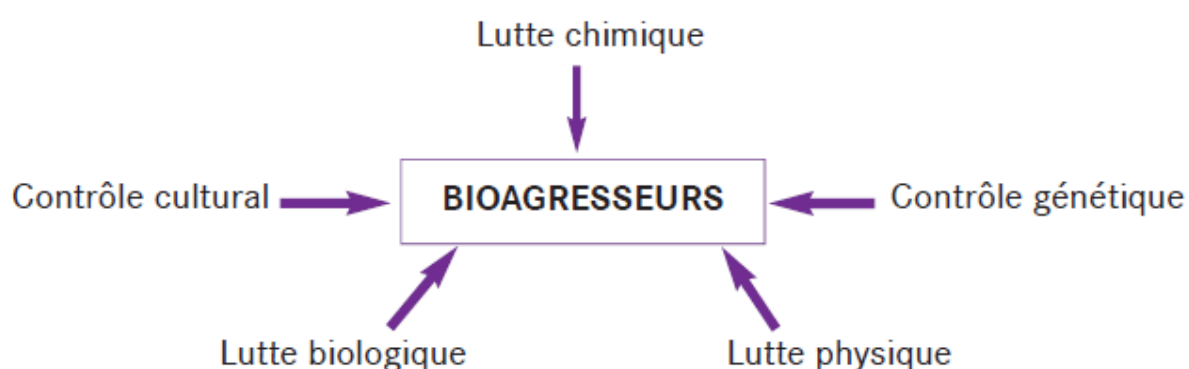 Lutte chimique
Contrôle cultural
BIOAGRESSEURS
Contrôle génétique
Lutte biologique
Lutte physique